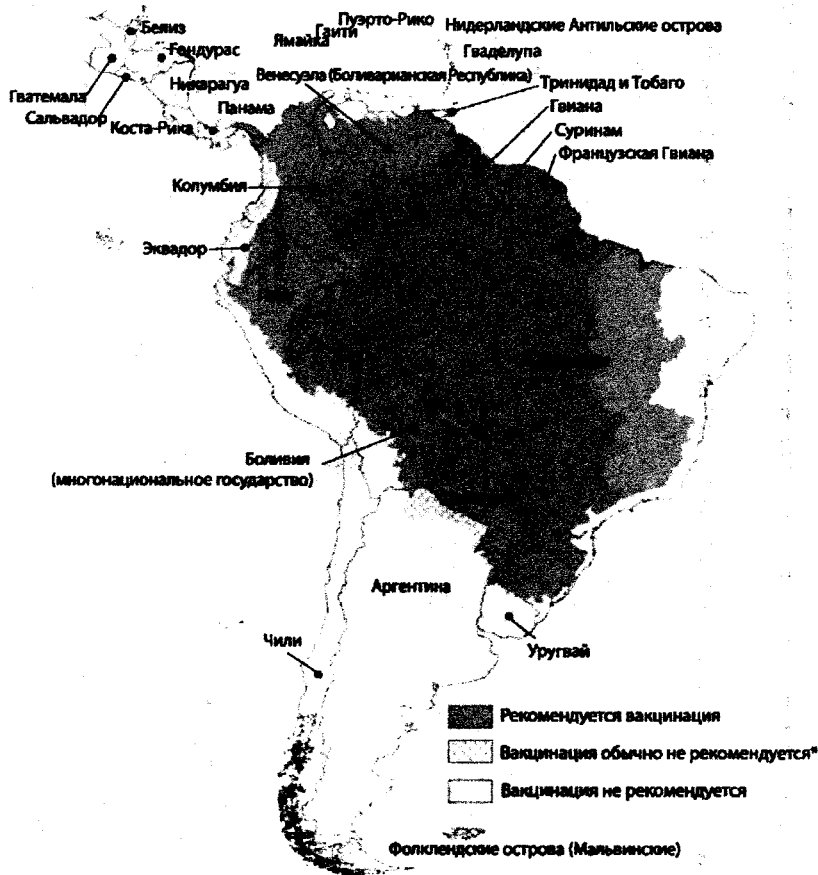 Пуэрто-Рико
Нидерландские Антильские острова
Белиз
Гаити
Ямайка
Гваделупа
Гондурас
Венесуэла (Боливарианская Республика)
Никарагуа
Тринидад и Тобаго
Гватемала
Панама
Гвиана
Сальвадор
Коста-Рика
Суринам
Французская Гвиана
Колумбия
Эквадор
Боливия
(многонациональное государство)
Аргентина
Чили
Уругвай
Рекомендуется вакцинация
Вакцинация обычно не рекомендуется*
Вакцинация не рекомендуется
Фолклендские острова (Мальвинские)